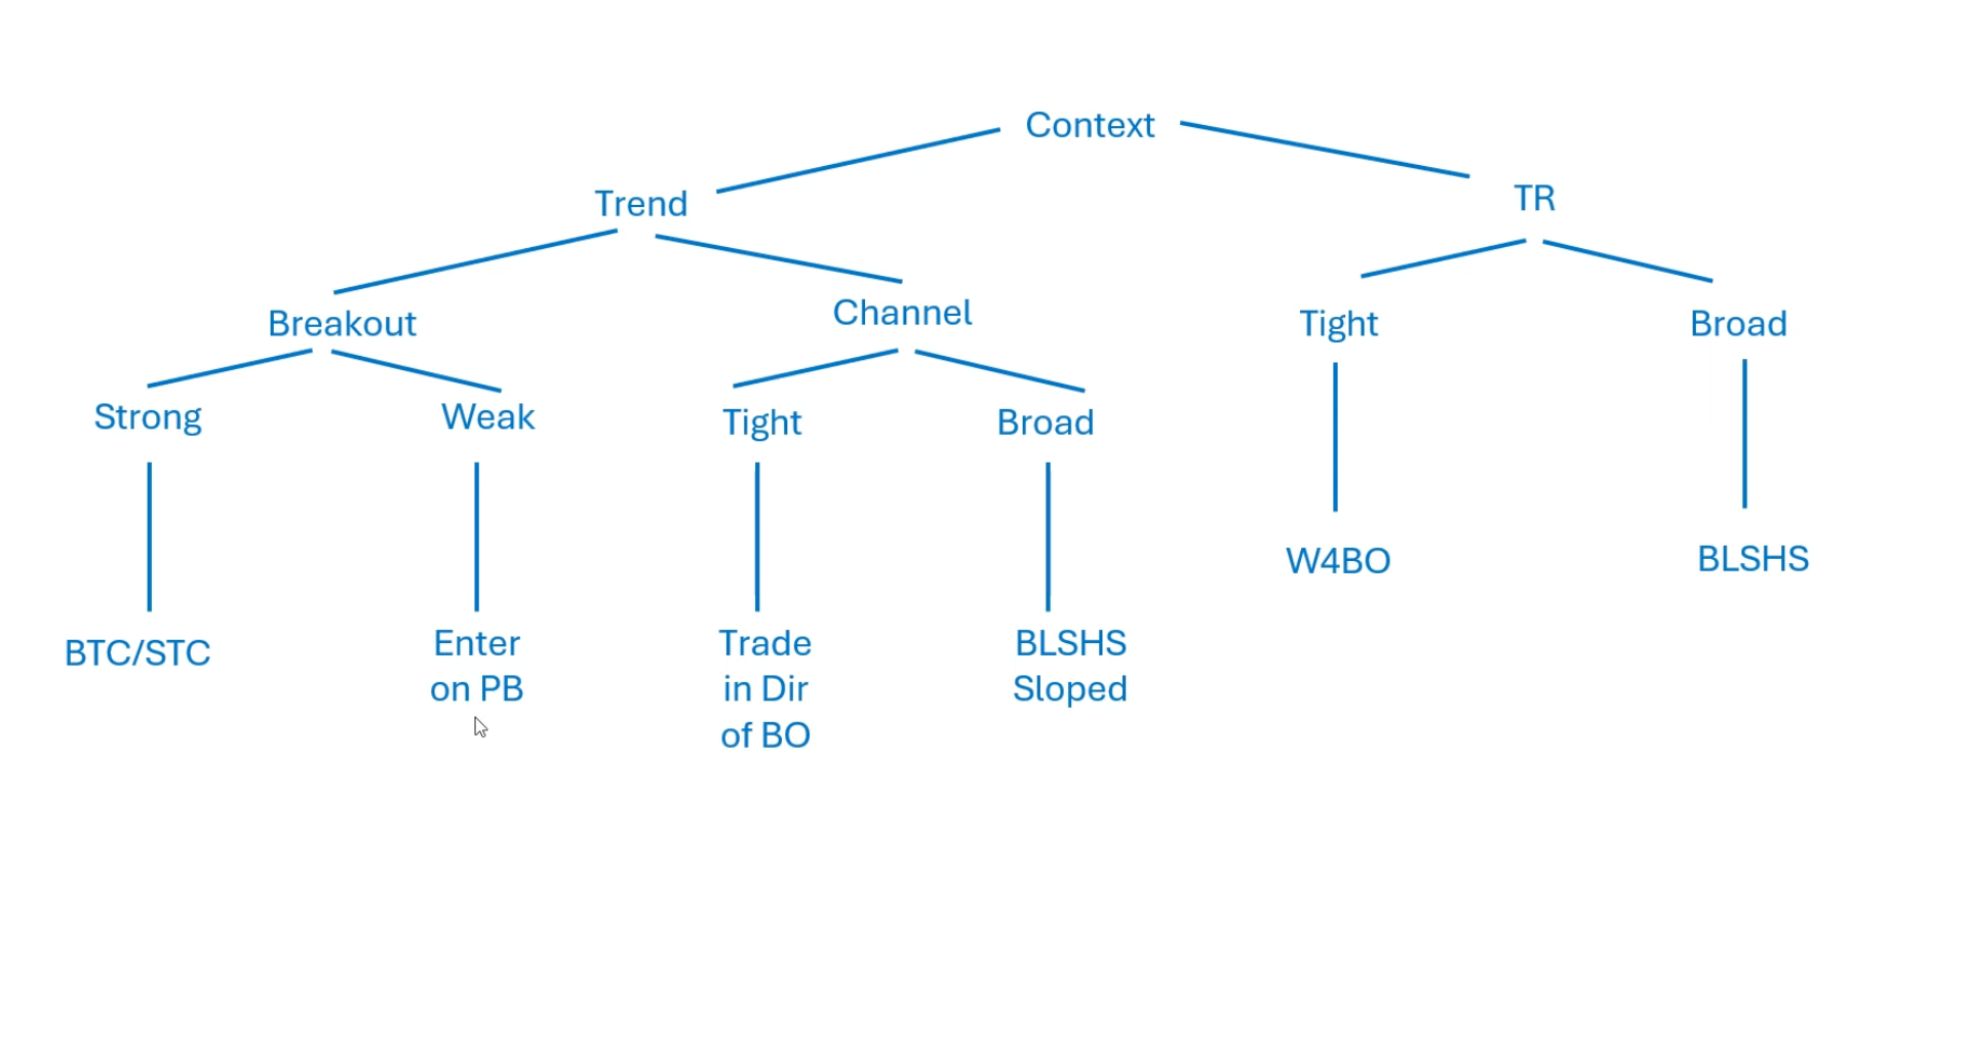 Context
Trend
TR
Breakout
Channel
Tight
Broad
Strong
Weak
Tight
Broad
W4BO
BLSHS
BTC/STC
Enter
on PB
Trade
in Dir
of BO
BLSHS
Sloped